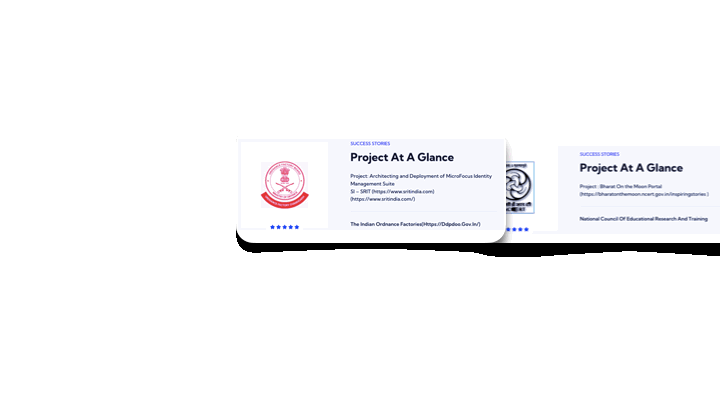 SUCCESS STORIES
Project At A Glance
Project: Architecting and Deployment of MicroFocus Identity
Management Suite
SI – SRIT (https://www.sritindia.com)
(https://www.sritindia.com/)
The Indian Ordnance Factories(Https://Ddpdoo.Gov.In/)
SUCCESS STORIES
Project At A Glance
Project : Bharat On the Moon Portal
(https://bharatonthemoon.ncert.gov.in/inspiringstories )
National Council Of Educational Research And Training